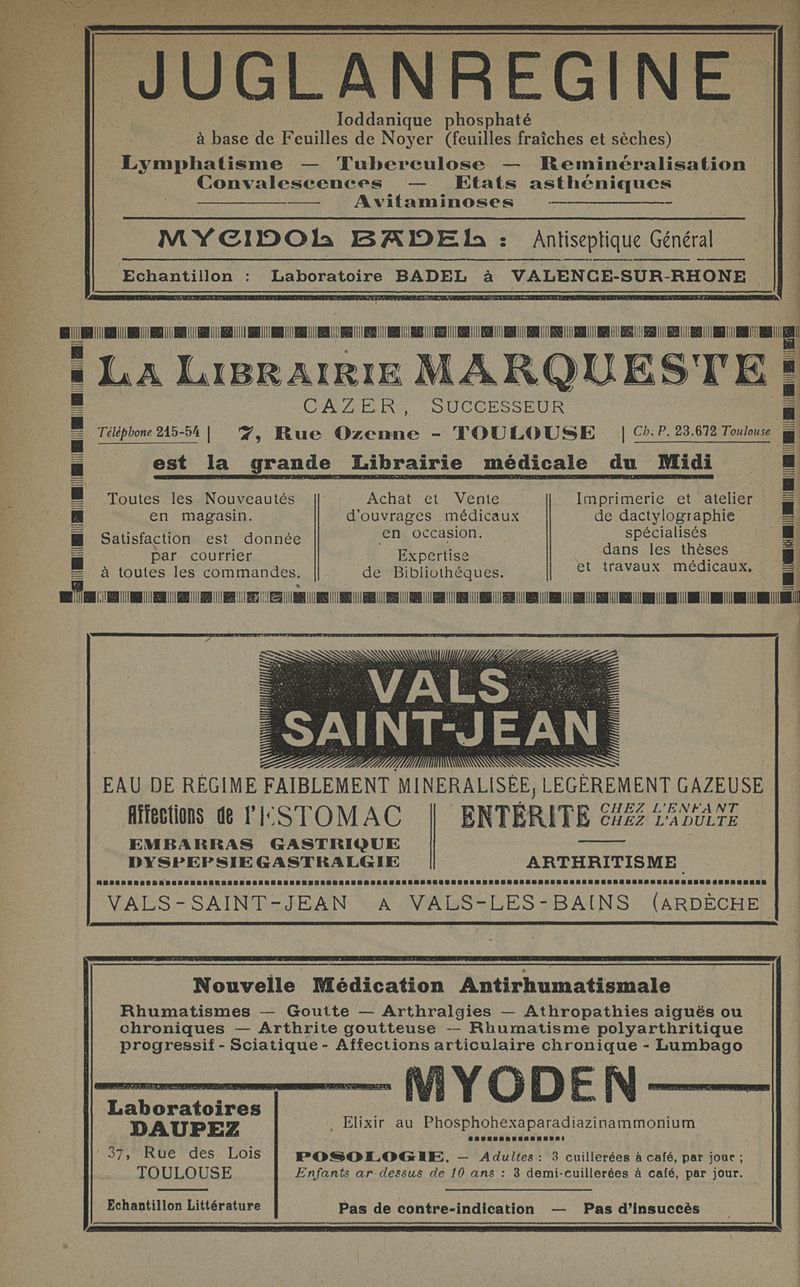 JUGLANREGINE
Ioddanique phosphaté
à base de Feuilles de Noyer (feuilles fraîches et sèches)
Lymphatisme — Tuberculose — Reminéralisation
Convalescences — Etats asthéniques
Avitaminoses
MYCIDOL BADEL : Antiseptique Général
Echantillon : Laboratoire BADEL à VALENCE-SUR-RHONE
LA LIBRAIRIE MARQUESTE
CAZER, SUCCESSEUR
Téléphone 215-54 | 7, Rue Ozenne - TOULOUSE | Ch. P. 23.672 Toulouse
est la grande Librairie médicale du Midi
Toutes les Nouveautés
en magasin.
Satisfaction est donnée
par courrier
à toutes les commandes.
Achat et Vente
d'ouvrages médicaux
en occasion.
Expertise
de Bibliothéques.
Imprimerie et atelier
de dactylographie
spécialisés
dans les thèses
et travaux médicaux.
VALS
SAINT-JEAN
EAU DE RÉGIME FAIBLEMENT MINERALISÉE, LEGÈREMENT GAZEUSE
Affections de l'ESTOMAC
EMBARRAS GASTRIQUE
DYSPEPSIE GASTRALGIE
ENTÉRITE CHEZ L'ENFANT
CHEZ L'ADULTE
ARTHRITISME
VALS-SAINT-JEAN A VALS-LES-BAINS (ARDÈCHE
Nouvelle Médication Antirhumatismale
Rhumatismes — Goutte — Arthralgies — Athropathies aiguës ou
chroniques — Arthrite goutteuse — Rhumatisme polyarthritique
progressif - Sciatique - Affections articulaire chronique - Lumbago
MYODEN
Laboratoires
DAUPEZ
37, Rue des Lois
TOULOUSE
Echantillon Littérature
Elixir au Phosphohexaparadiazinammonium
POSOLOGIE. — Adultes : 3 cuillerées à café, par jour ;
Enfants ar-dessus de 10 ans : 3 demi-cuillerées à café, par jour.
Pas de contre-indication — Pas d'insuccès